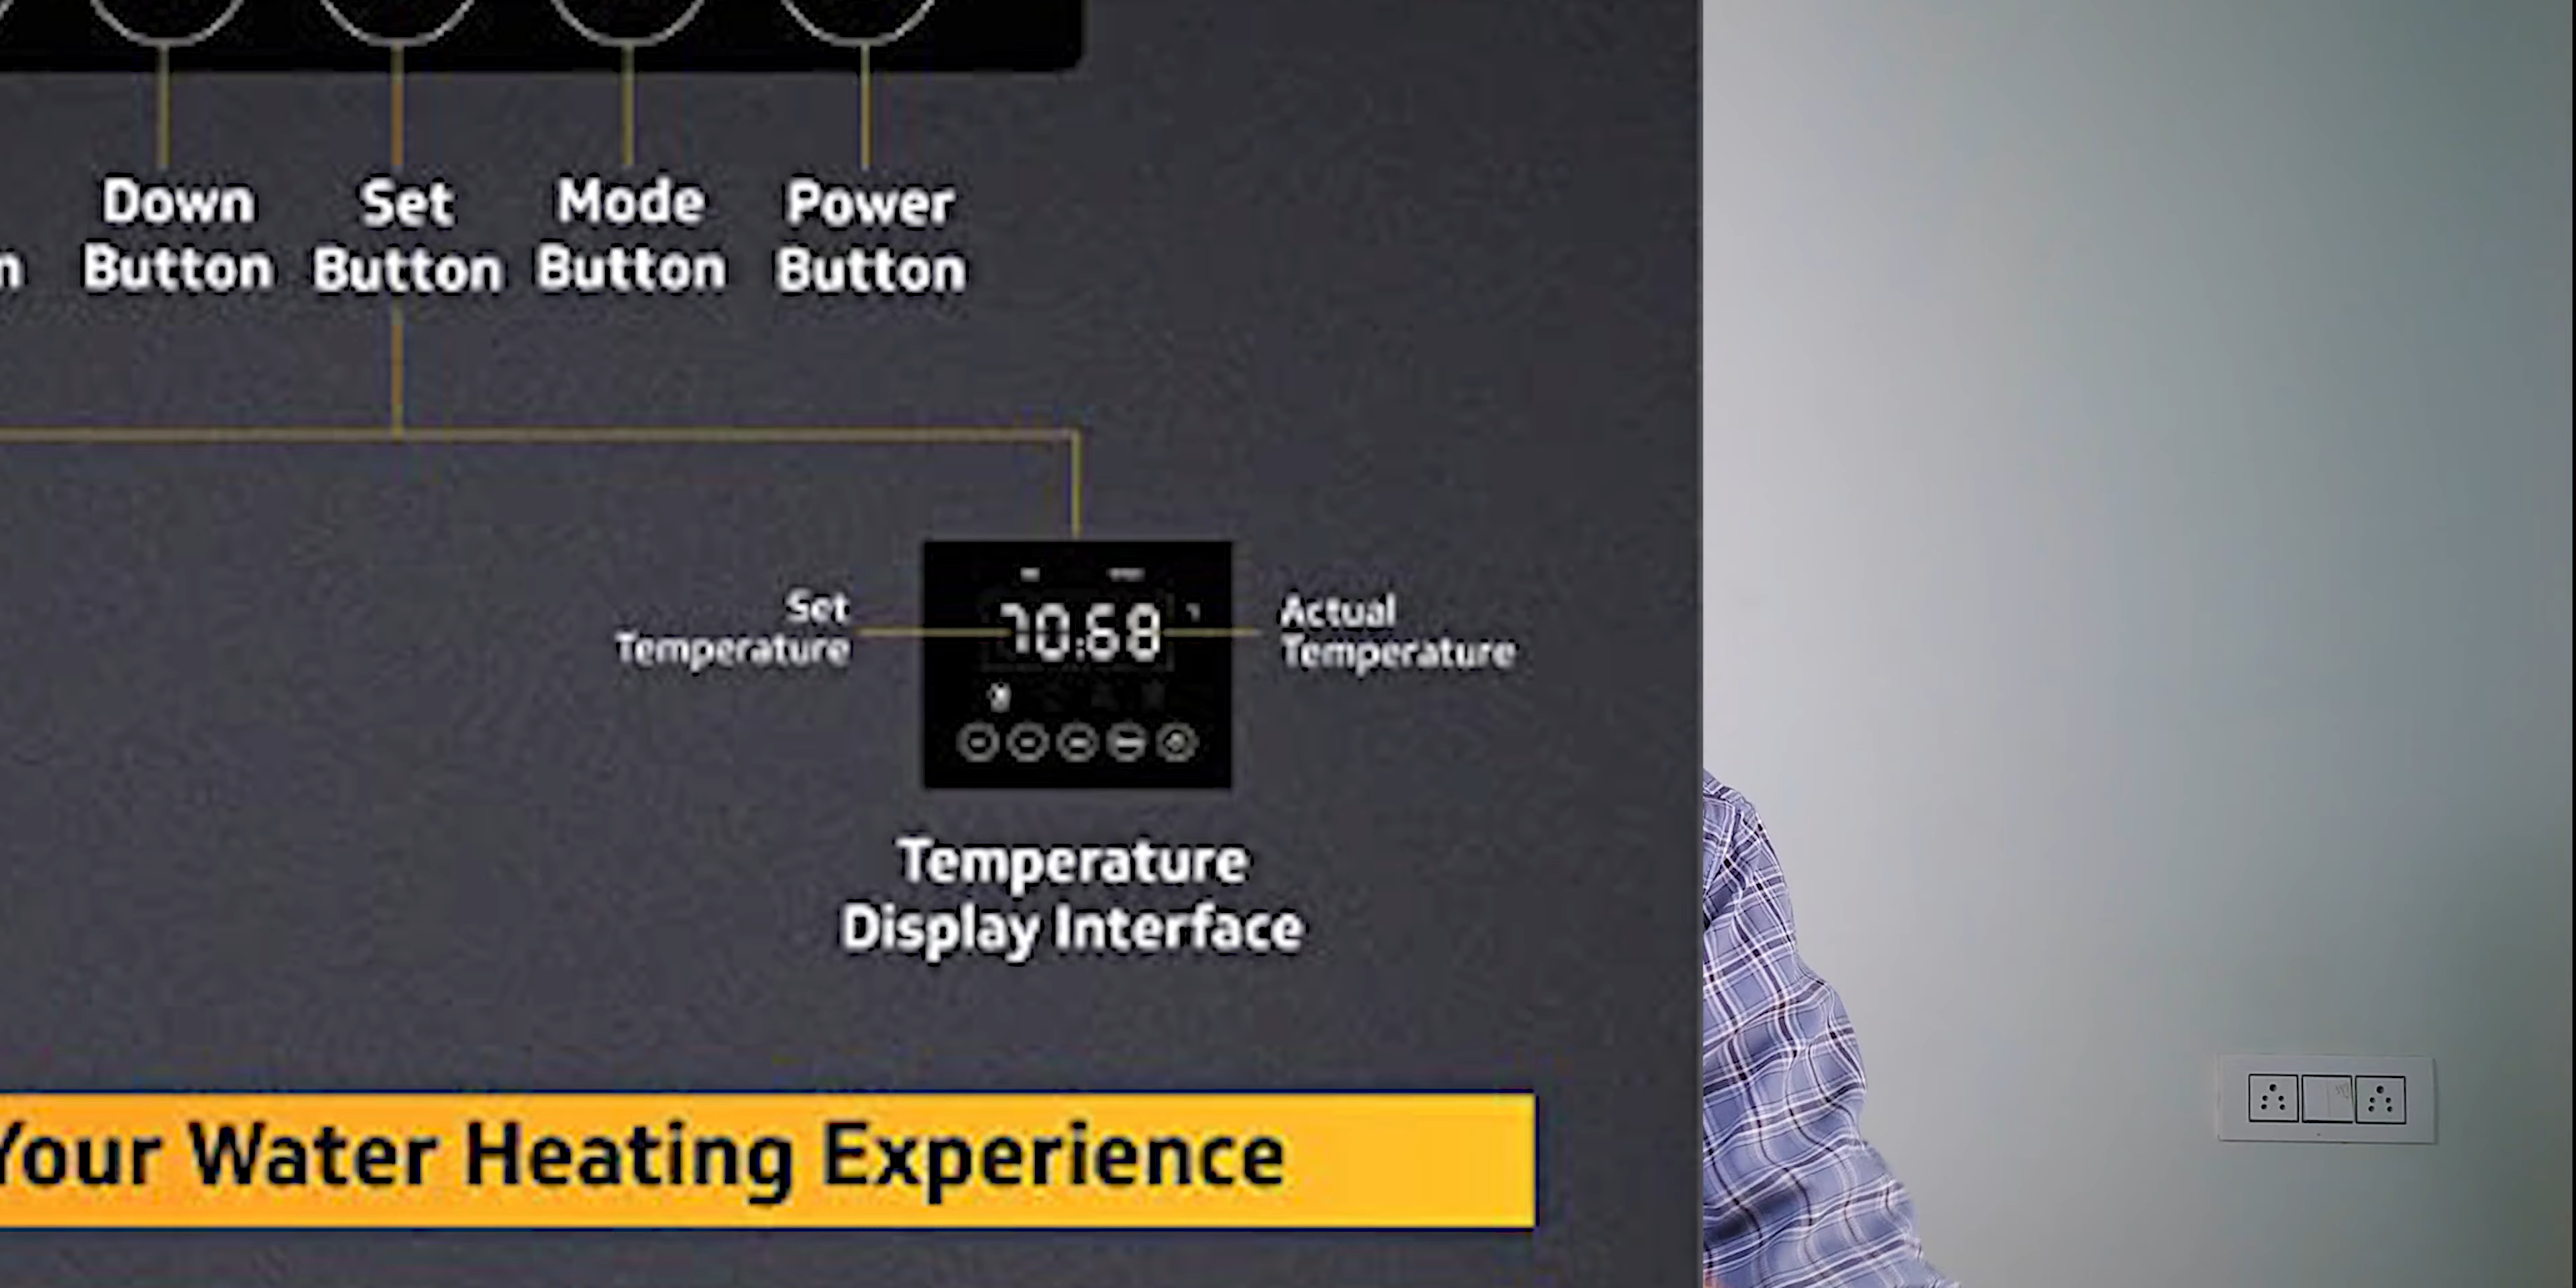 Down Set Mode Power
n Button Button Button Button
Set Actual
Temperature 70:68 Temperature
Temperature
Display Interface
Your Water Heating Experience